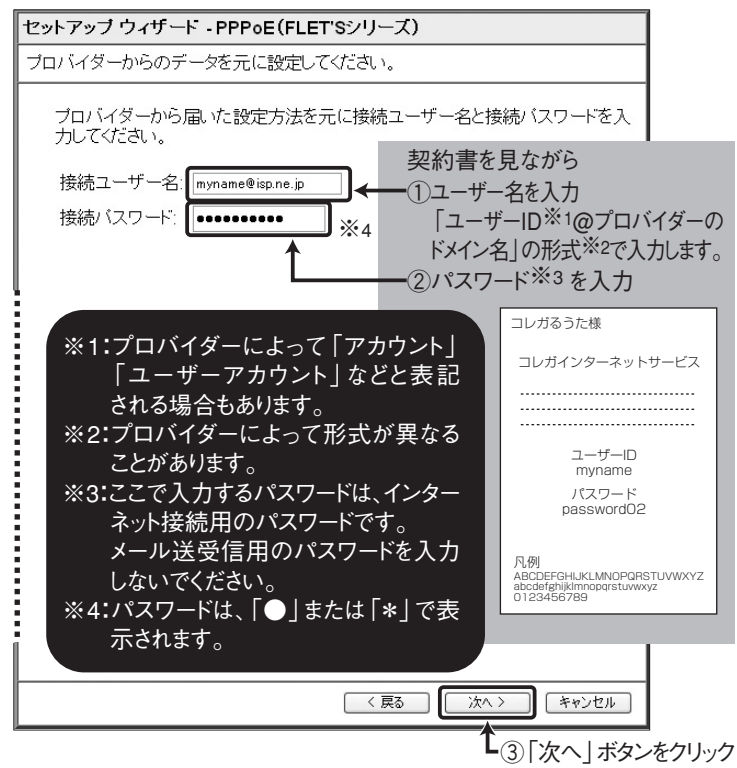 セットアップ ウィザード - PPPoE(FLET'Sシリーズ)
プロバイダーからのデータを元に設定してください。
プロバイダーから届いた設定方法を元に接続ユーザー名と接続パスワードを入
力してください。
接続ユーザー名: myname@isp.ne.jp
接続パスワード: ●●●●●●●●●● ※4
契約書を見ながら
①ユーザー名を入力
「ユーザーID※1@プロバイダーの
ドメイン名」の形式※2で入力します。
②パスワード※3 を入力
※1:プロバイダーによって「アカウント」
「ユーザーアカウント」などと表記
される場合もあります。
※2:プロバイダーによって形式が異なる
ことがあります。
※3:ここで入力するパスワードは、インター
ネット接続用のパスワードです。
メール送受信用のパスワードを入力
しないでください。
※4:パスワードは、「●」または「*」で表
示されます。
コレガるうた様
コレガインターネットサービス
ユーザーID
myname
パスワード
password02
凡例
ABCDEFGHIJKLMNOPQRSTUVWXYZ
abcdefghijklmnopqrstuvwxyz
0123456789
< 戻る 次へ > キャンセル
③「次へ」ボタンをクリック